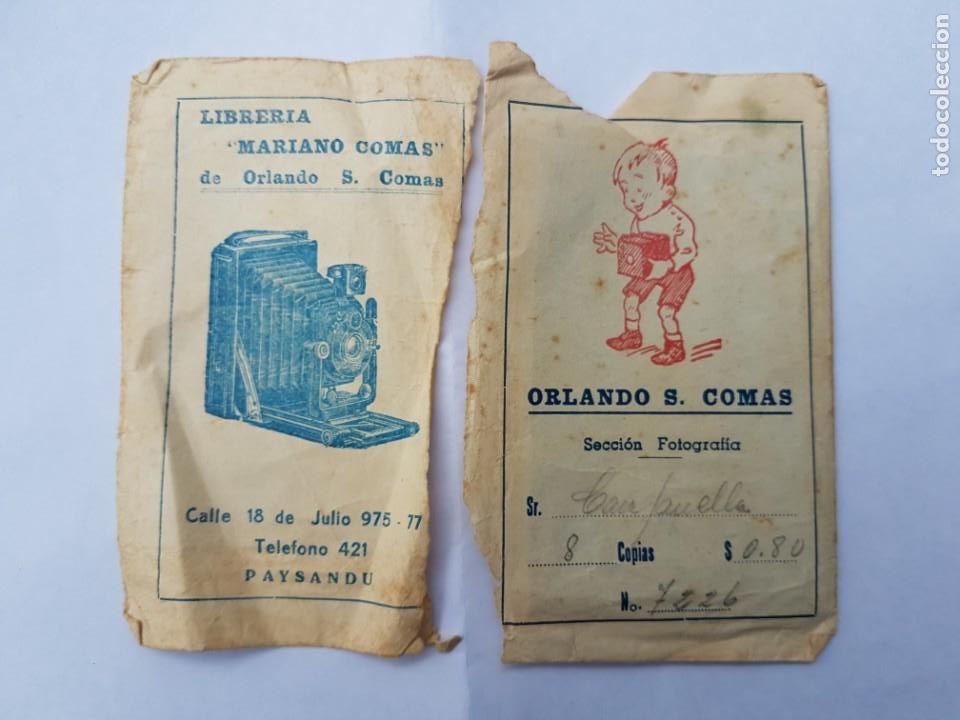 LIBRERIA
"MARIANO COMAS"
de Orlando S. Comas
Calle 18 de Julio 975-77
Telefono 421
PAYSANDU
ORLANDO S. COMAS
Sección Fotografía
Sr.
8 Copias $ 0.80
No. 7226
todocoleccion